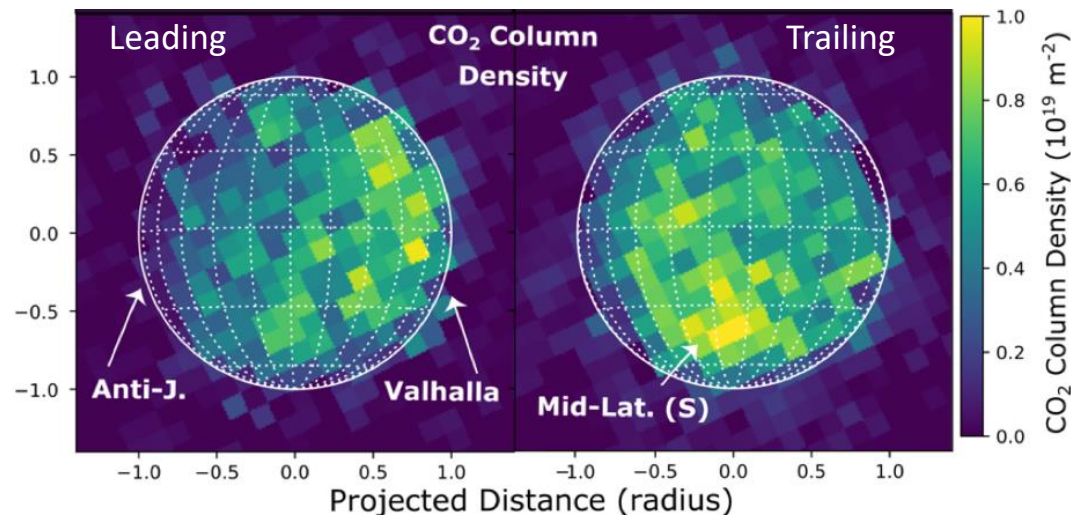 Leading
CO₂ Column
Density
Trailing
1.0
0.5
0.0
−0.5
−1.0
Anti-J.
Valhalla
Mid-Lat. (S)
−1.0
−0.5
0.0
0.5
1.0
−1.0
−0.5
0.0
0.5
1.0
Projected Distance (radius)
1.0
0.8
0.6
0.4
0.2
0.0
CO₂ Column Density (10¹⁹ m⁻²)